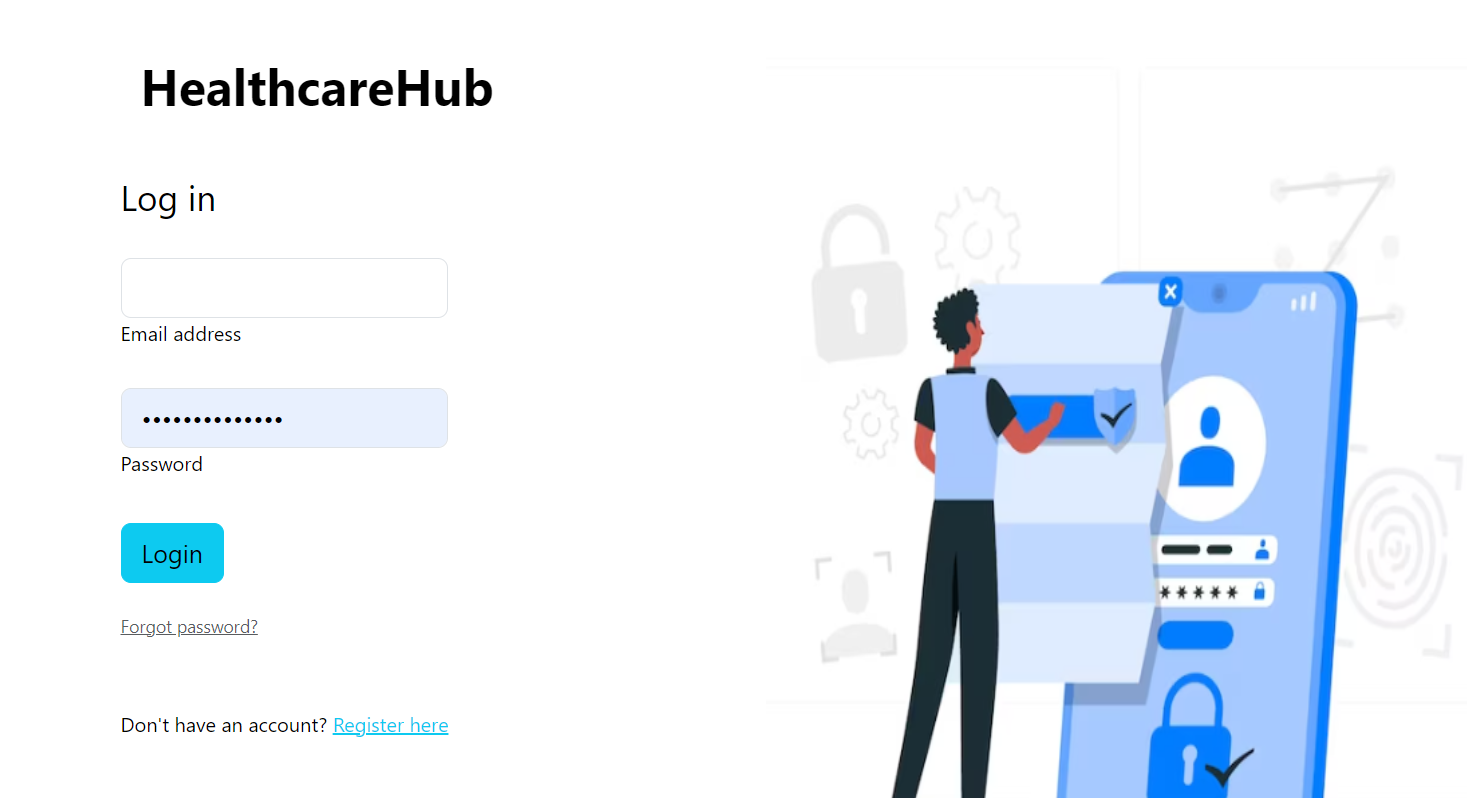 HealthcareHub
Log in
Email address
••••••••••••••
Password
Login
Forgot password?
Don't have an account? Register here
*****